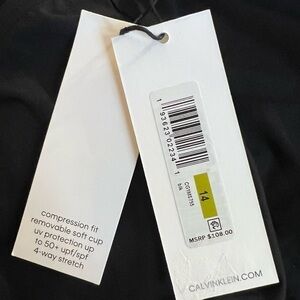 compression fit
removable soft cup
uv protection up
to 50+ upf/spf
4-way stretch
14
MSRP $108.00
CALVINKLEIN.COM